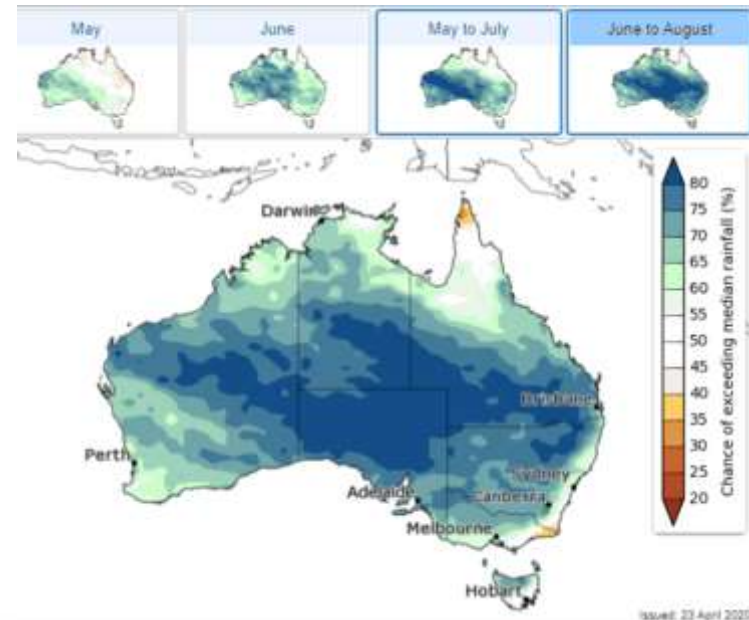 May
June
May to July
June to August
Darwin
Brisbane
Perth
Sydney
Adelaide
Canberra
Melbourne
Hobart
80
75
70
65
60
55
50
45
40
35
30
25
20
Chance of exceeding median rainfall (%)
Issued: 23 April 2020